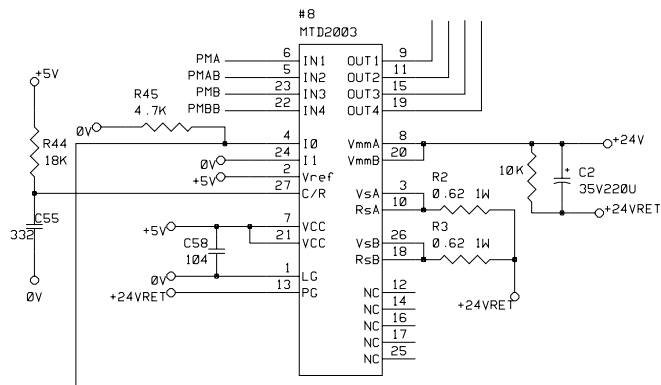 #8
MTD2003
PMA 6 IN1 OUT1 9
PMAB 5 IN2 OUT2 11
PMB 23 IN3 OUT3 15
PMBB 22 IN4 OUT4 19
+5V
R45
4.7K
0V
4 I0
VmmA 8
+24V
R44
18K
0V 24 I1
VmmB 20
+5V 2 Vref
27 C/R
10K
+
C2
35V220U
VsA 3
RsA 10
R2
0.62 1W
+24VRET
C55
332
+5V 7 VCC
21 VCC
C58
104
VsB 26
RsB 18
R3
0.62 1W
0V 1 LG
+24VRET 13 PG
0V
+24VRET
NC 12
NC 14
NC 16
NC 17
NC 25